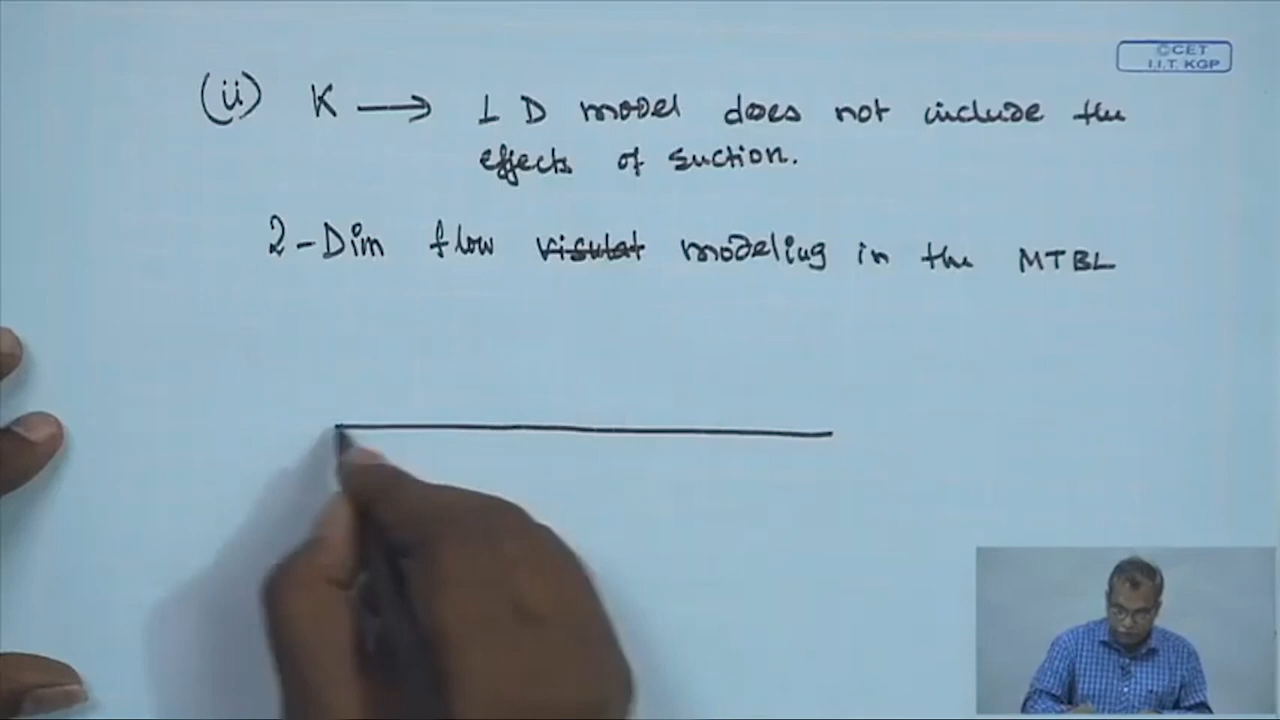 ©CET
I.I.T. KGP
(ii) K → 1 D model does not include the
effects of suction.
2-Dim flow visulat modeling in the MTBL